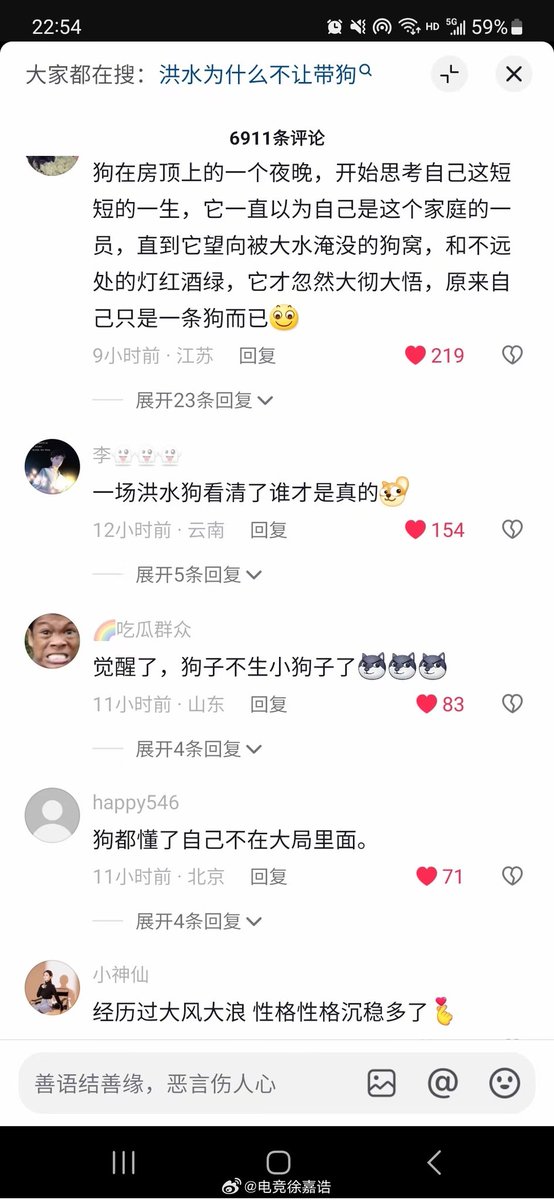 22:54
HD 5G 59%
大家都在搜：洪水为什么不让带狗
6911条评论
狗在房顶上的一个夜晚，开始思考自己这短
短的一生，它一直以为自己是这个家庭的一
员，直到它望向被大水淹没的狗窝，和不远
处的灯红酒绿，它才忽然大彻大悟，原来自
己只是一条狗而已
9小时前 · 江苏 回复 219
展开23条回复
李
一场洪水狗看清了谁才是真的
12小时前 · 云南 回复 154
展开5条回复
吃瓜群众
觉醒了，狗子不生小狗子了
11小时前 · 山东 回复 83
展开4条回复
happy546
狗都懂了自己不在大局里面。
11小时前 · 北京 回复 71
展开4条回复
小神仙
经历过大风大浪 性格性格沉稳多了
善语结善缘，恶言伤人心
@电竞徐嘉诰